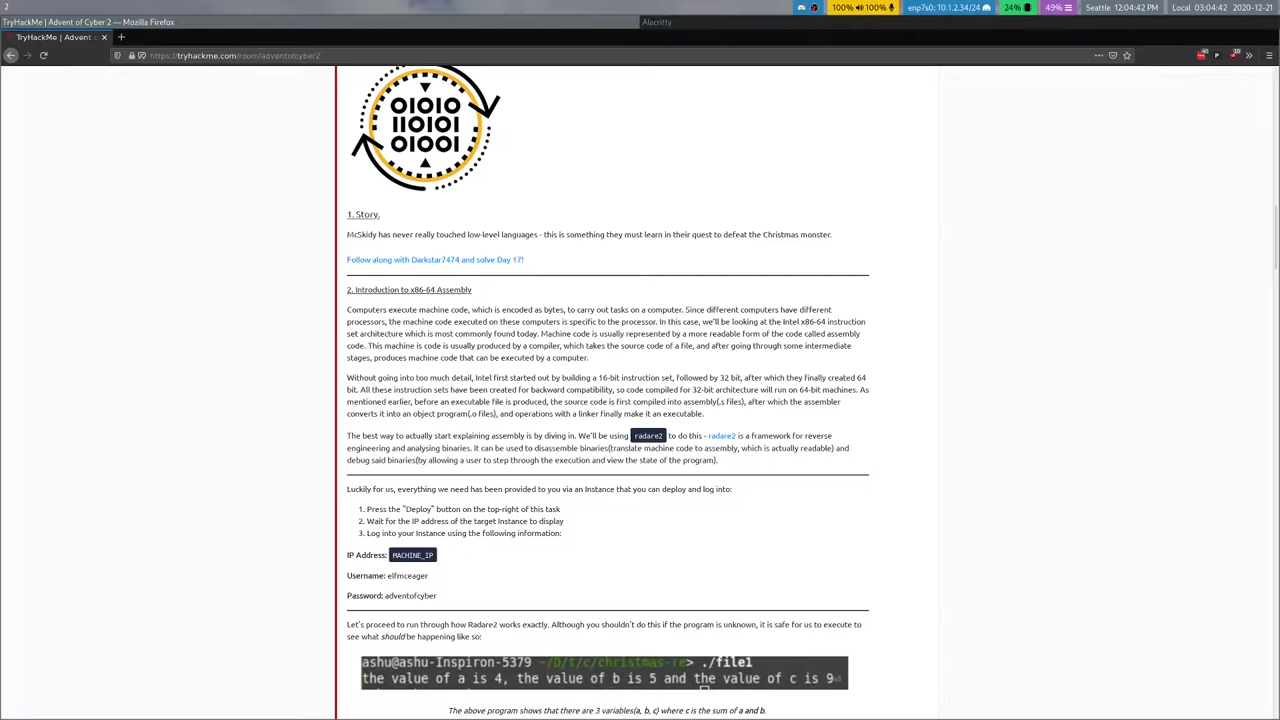 2
100% 100%
enp7s0: 10.1.2.34/24
24%
49%
Seattle 12:04:42 PM
Local: 03:04:42
2020-12-21
TryHackMe | Advent of Cyber 2 — Mozilla Firefox
Alacritty
TryHackMe | Advent
https://tryhackme.com/room/adventofcyber2
01010
110101
01001
1. Story.
McSkidy has never really touched low-level languages - this is something they must learn in their quest to defeat the Christmas monster.
Follow along with Darkstar7474 and solve Day 17!
2. Introduction to x86-64 Assembly
Computers execute machine code, which is encoded as bytes, to carry out tasks on a computer. Since different computers have different
processors, the machine code executed on these computers is specific to the processor. In this case, we'll be looking at the Intel x86-64 instruction
set architecture which is most commonly found today. Machine code is usually represented by a more readable form of the code called assembly
code. This machine is code is usually produced by a compiler, which takes the source code of a file, and after going through some intermediate
stages, produces machine code that can be executed by a computer.
Without going into too much detail, Intel first started out by building a 16-bit instruction set, followed by 32 bit, after which they finally created 64
bit. All these instruction sets have been created for backward compatibility, so code compiled for 32-bit architecture will run on 64-bit machines. As
mentioned earlier, before an executable file is produced, the source code is first compiled into assembly(.s files), after which the assembler
converts it into an object program(.o files), and operations with a linker finally make it an executable.
The best way to actually start explaining assembly is by diving in. We'll be using radare2 to do this - radare2 is a framework for reverse
engineering and analysing binaries. It can be used to disassemble binaries(translate machine code to assembly, which is actually readable) and
debug said binaries(by allowing a user to step through the execution and view the state of the program).
Luckily for us, everything we need has been provided to you via an Instance that you can deploy and log into:
1. Press the "Deploy" button on the top-right of this task
2. Wait for the IP address of the target Instance to display
3. Log into your Instance using the following information:
IP Address: MACHINE_IP
Username: elfmceager
Password: adventofcyber
Let's proceed to run through how Radare2 works exactly. Although you shouldn't do this if the program is unknown, it is safe for us to execute to
see what should be happening like so:
ashu@ashu-Inspiron-5379 ~/D/t/c/christmas-re> ./file1
the value of a is 4, the value of b is 5 and the value of c is 9
The above program shows that there are 3 variables(a, b, c) where c is the sum of a and b.